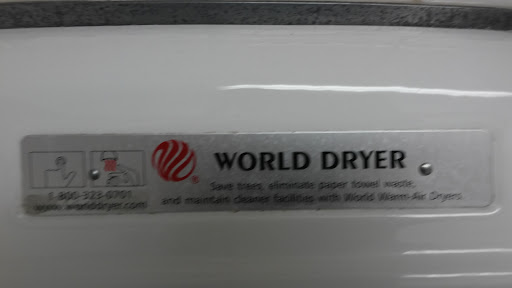 WORLD DRYER
Save trees, eliminate paper towel waste,
and maintain cleaner facilities with World Warm-Air Dryers.
1-800-323-0701
www.worlddryer.com